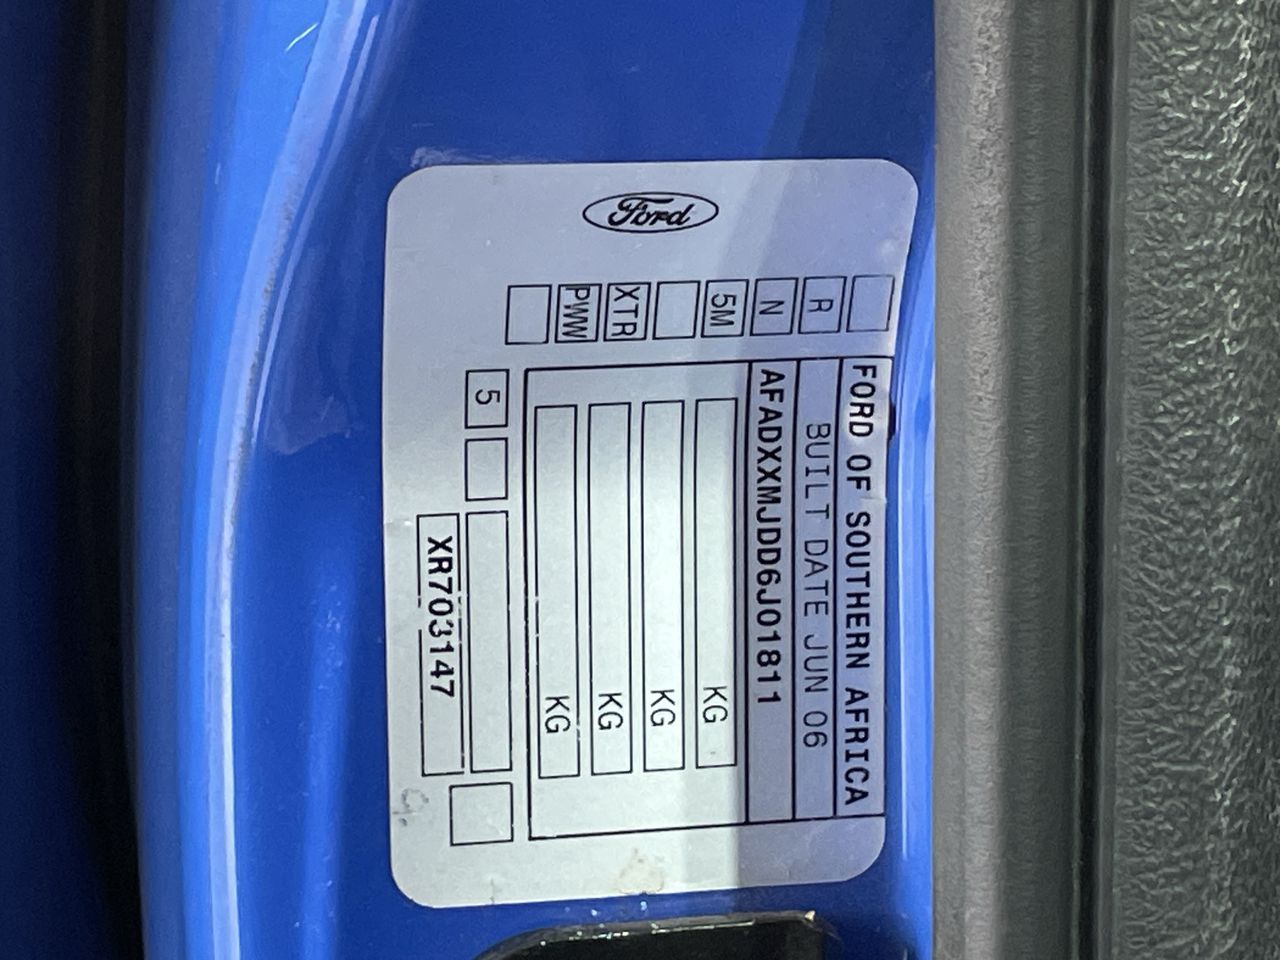 Ford
FORD OF SOUTHERN AFRICA
R
BUILT DATE JUN 06
N
AFADXXMJDD6J01811
5M
KG
KG
XTR
KG
PWW
KG
5
XR703147